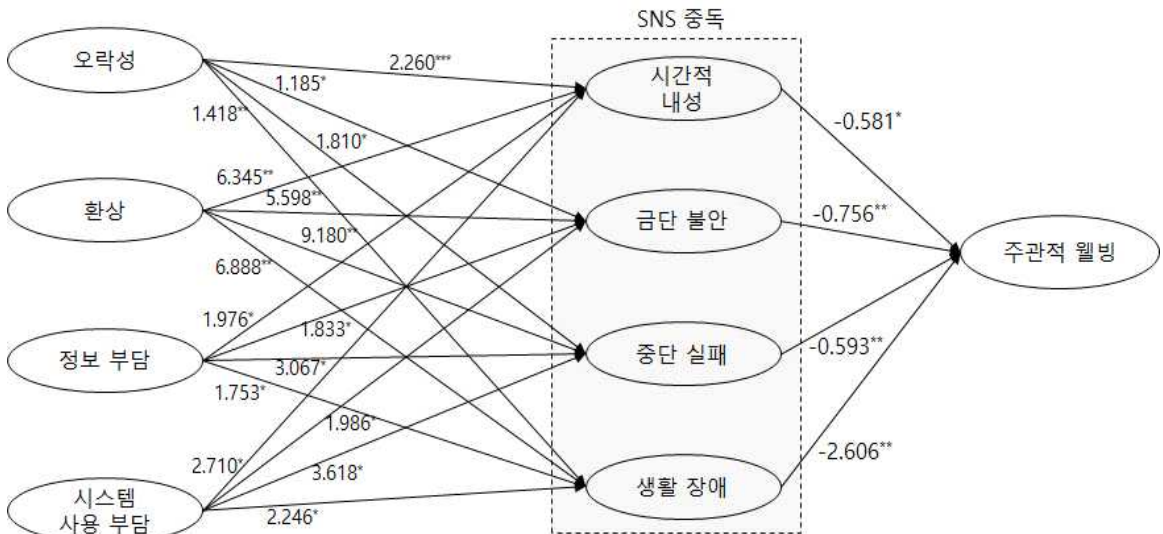 SNS 중독
오락성
환상
정보 부담
시스템
사용 부담
2.260***
1.185*
1.418**
1.810*
6.345**
5.598**
9.180**
6.888**
1.976*
1.833*
3.067*
1.753*
1.986*
2.710*
3.618*
2.246*
시간적
내성
금단 불안
중단 실패
생활 장애
-0.581*
-0.756**
-0.593**
-2.606**
주관적 웰빙